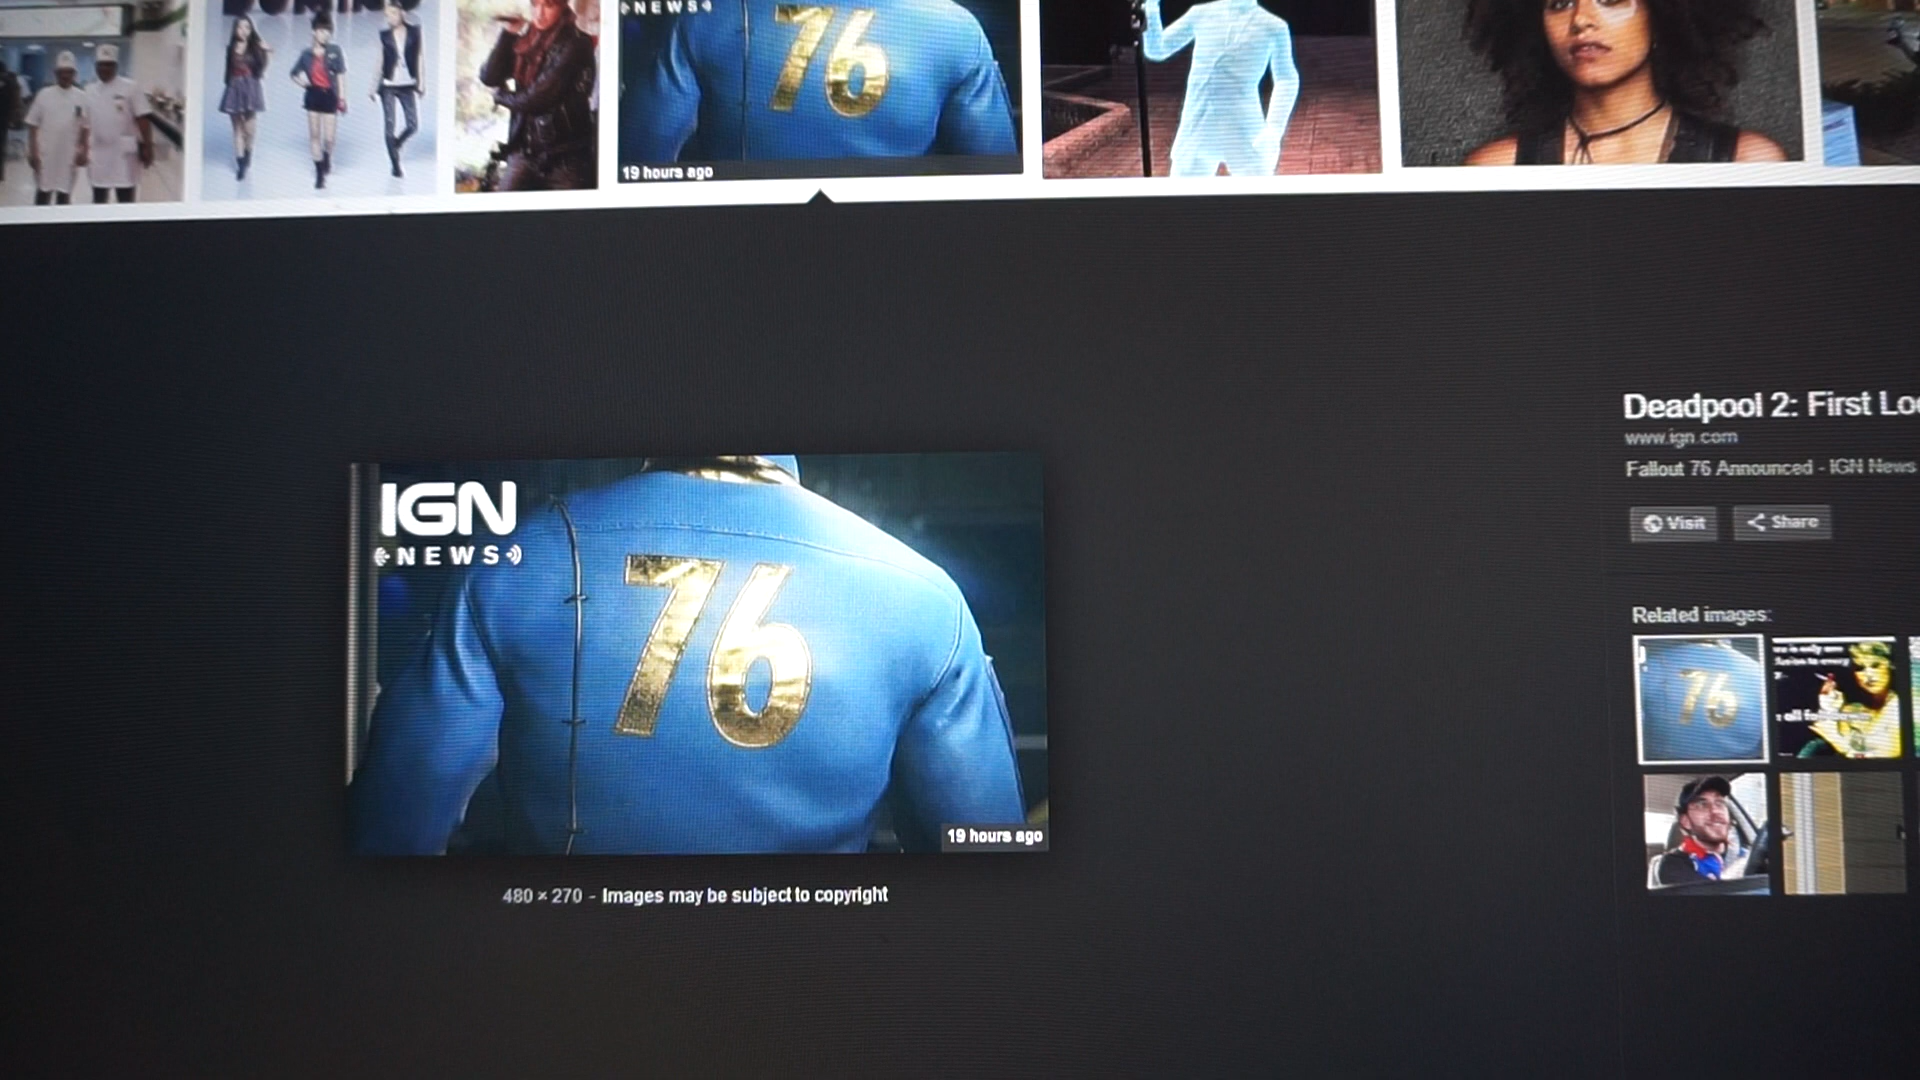 NEWS
76
19 hours ago
IGN
NEWS
76
19 hours ago
480 × 270 - Images may be subject to copyright
Deadpool 2: First Loo
www.ign.com
Fallout 76 Announced - IGN News
Visit
Share
Related images:
76